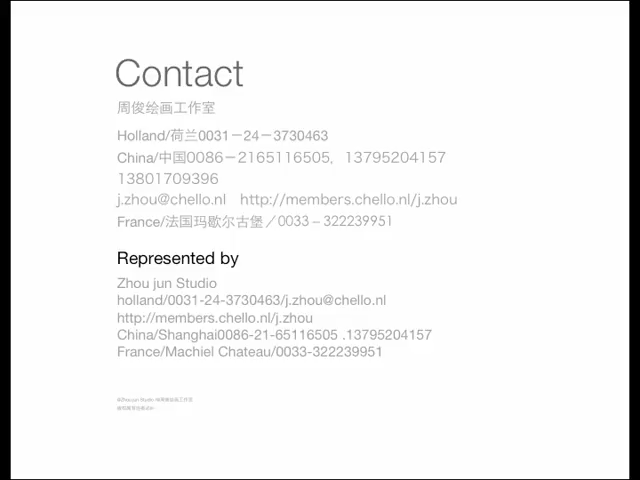 Contact
周俊绘画工作室
Holland/荷兰0031－24－3730463
China/中国0086－2165116505，13795204157
13801709396
j.zhou@chello.nl http://members.chello.nl/j.zhou
France/法国玛歇尔古堡／0033－322239951
Represented by
Zhou jun Studio
holland/0031-24-3730463/j.zhou@chello.nl
http://members.chello.nl/j.zhou
China/Shanghai0086-21-65116505 .13795204157
France/Machiel Chateau/0033-322239951